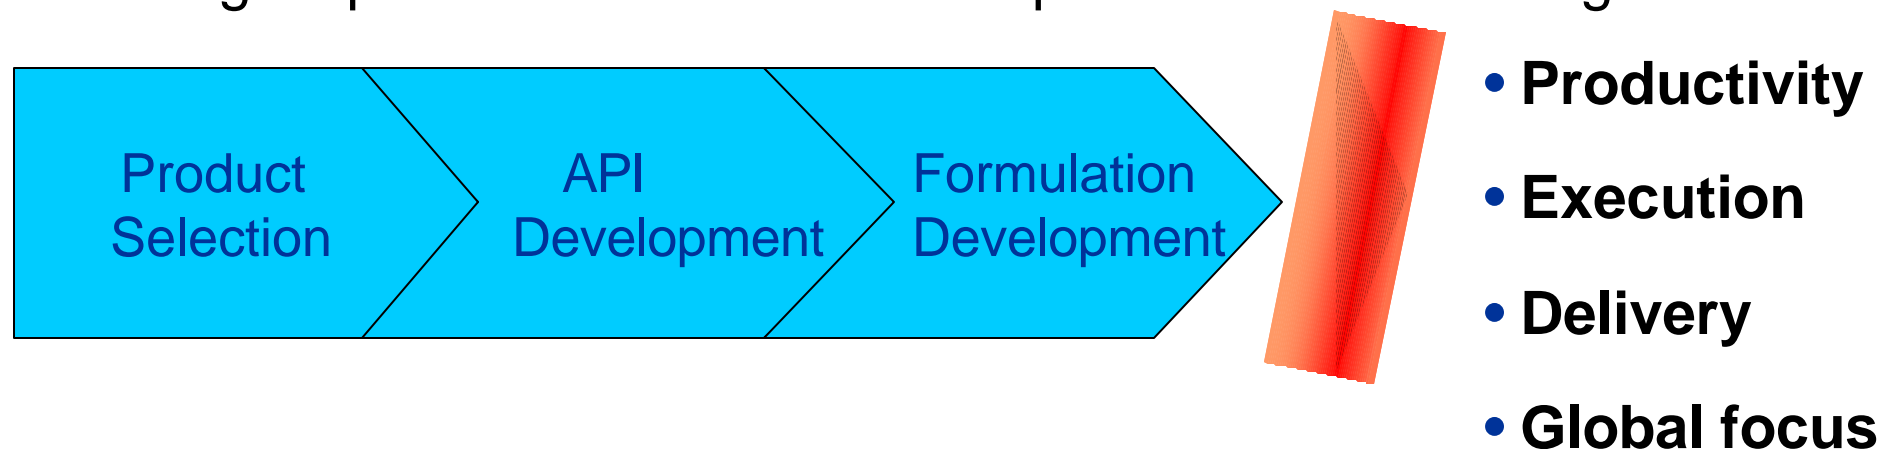 Product
Selection
API
Development
Formulation
Development
• Productivity
• Execution
• Delivery
• Global focus